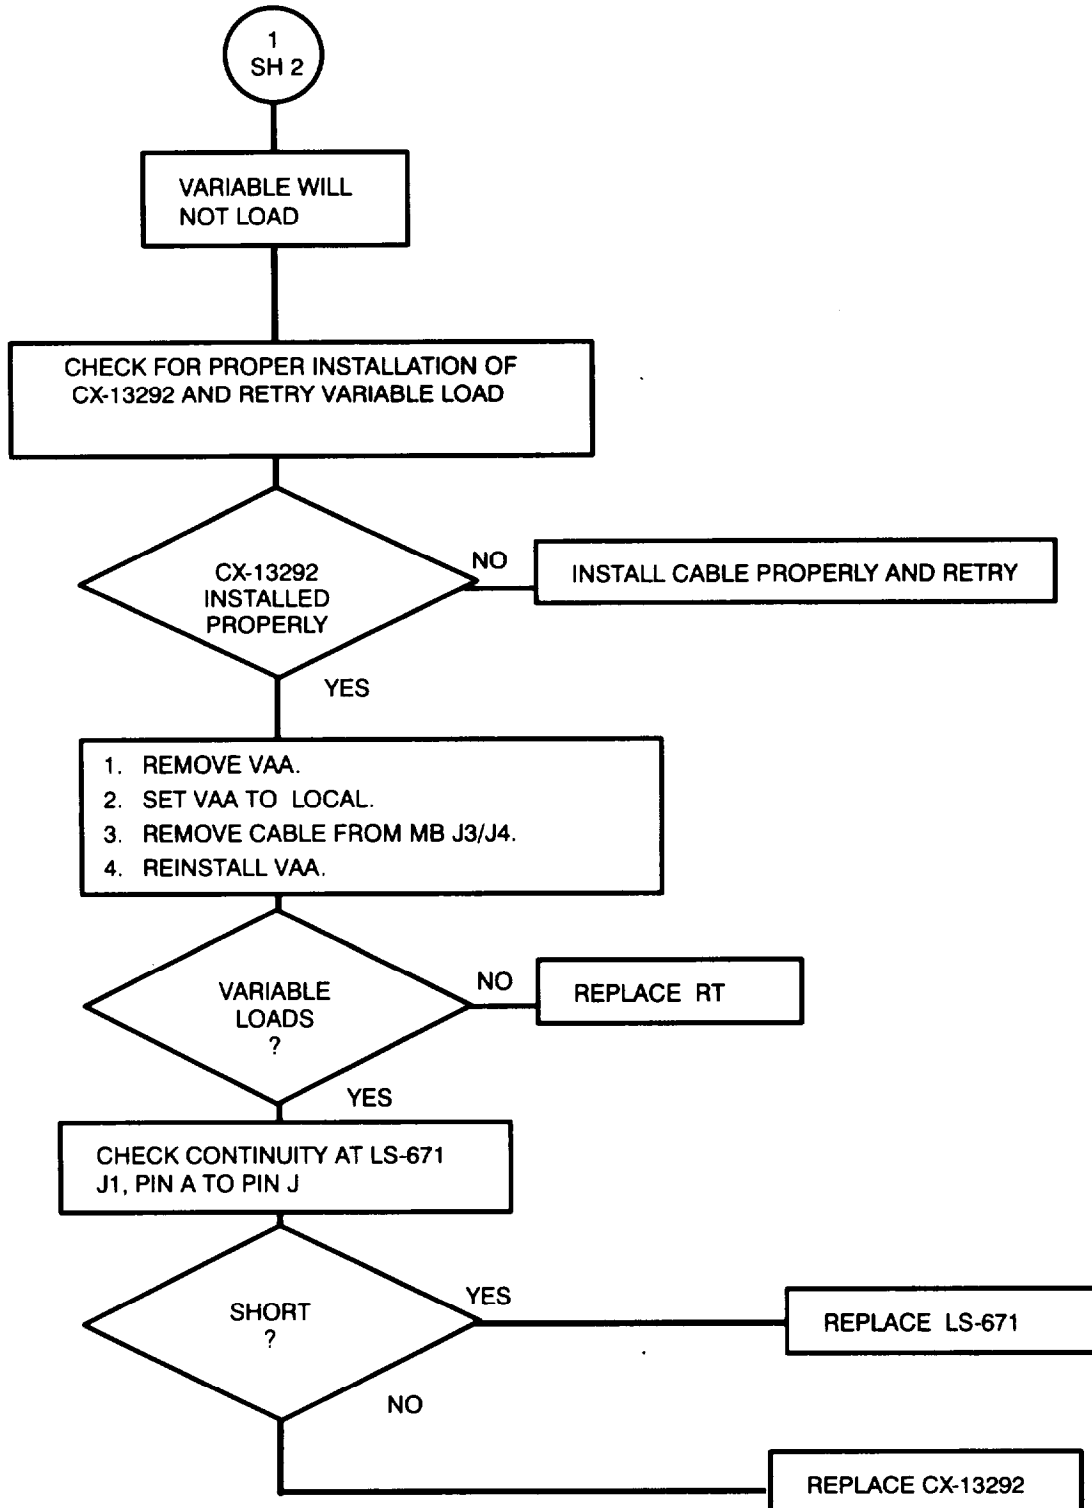 1
SH 2
VARIABLE WILL
NOT LOAD
CHECK FOR PROPER INSTALLATION OF
CX-13292 AND RETRY VARIABLE LOAD
CX-13292
INSTALLED
PROPERLY
NO
INSTALL CABLE PROPERLY AND RETRY
YES
1. REMOVE VAA.
2. SET VAA TO LOCAL.
3. REMOVE CABLE FROM MB J3/J4.
4. REINSTALL VAA.
VARIABLE
LOADS
?
NO
REPLACE RT
YES
CHECK CONTINUITY AT LS-671
J1, PIN A TO PIN J
SHORT
?
YES
REPLACE LS-671
NO
REPLACE CX-13292